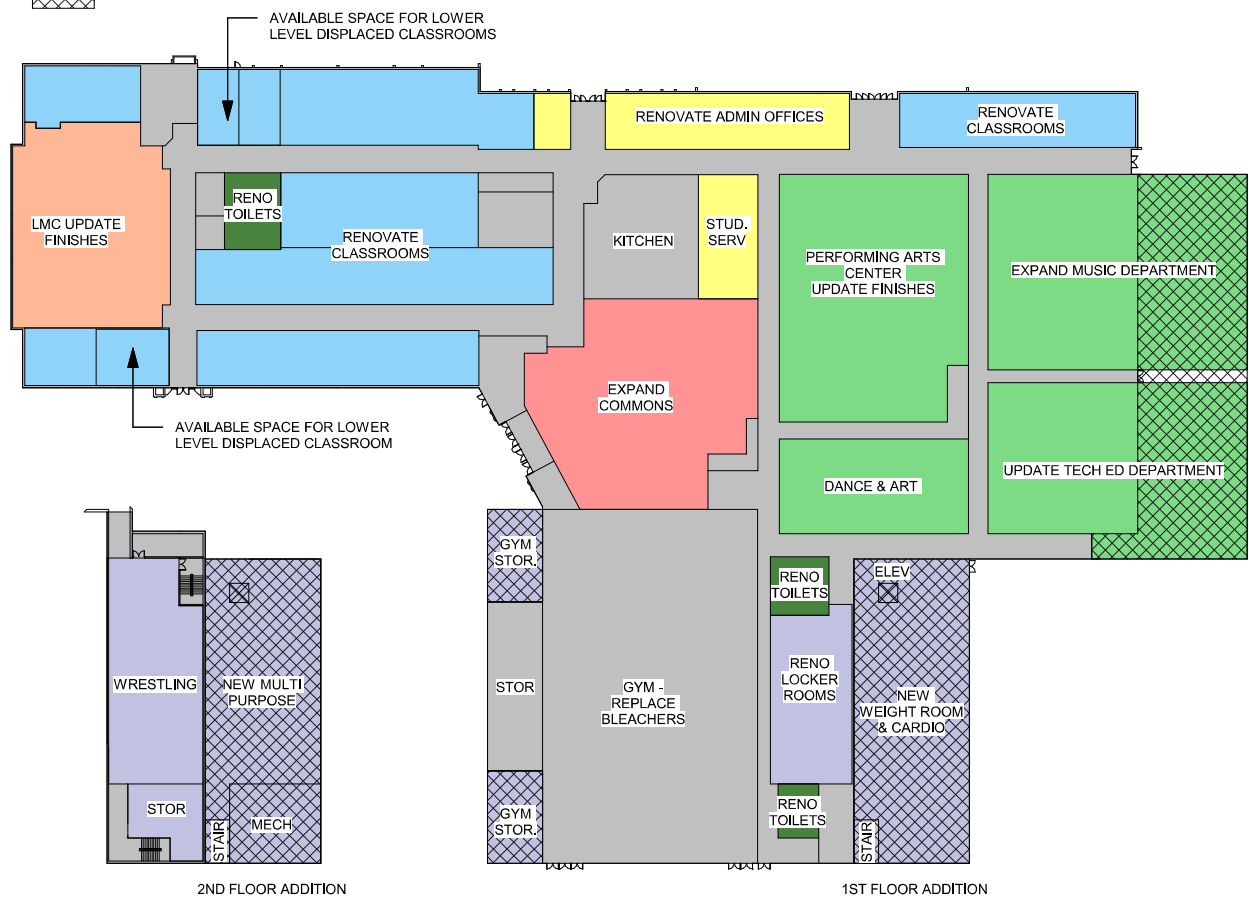 AVAILABLE SPACE FOR LOWER
LEVEL DISPLACED CLASSROOMS
RENOVATE ADMIN OFFICES
RENOVATE
CLASSROOMS
LMC UPDATE
FINISHES
RENO
TOILETS
RENOVATE
CLASSROOMS
KITCHEN
STUD.
SERV
PERFORMING ARTS
CENTER
UPDATE FINISHES
EXPAND MUSIC DEPARTMENT
EXPAND
COMMONS
AVAILABLE SPACE FOR LOWER
LEVEL DISPLACED CLASSROOM
DANCE & ART
UPDATE TECH ED DEPARTMENT
GYM
STOR.
RENO
TOILETS
ELEV
WRESTLING
NEW MULTI
PURPOSE
STOR
GYM -
REPLACE
BLEACHERS
RENO
LOCKER
ROOMS
NEW
WEIGHT ROOM
& CARDIO
STOR
MECH
STAIR
GYM
STOR.
RENO
TOILETS
STAIR
2ND FLOOR ADDITION
1ST FLOOR ADDITION